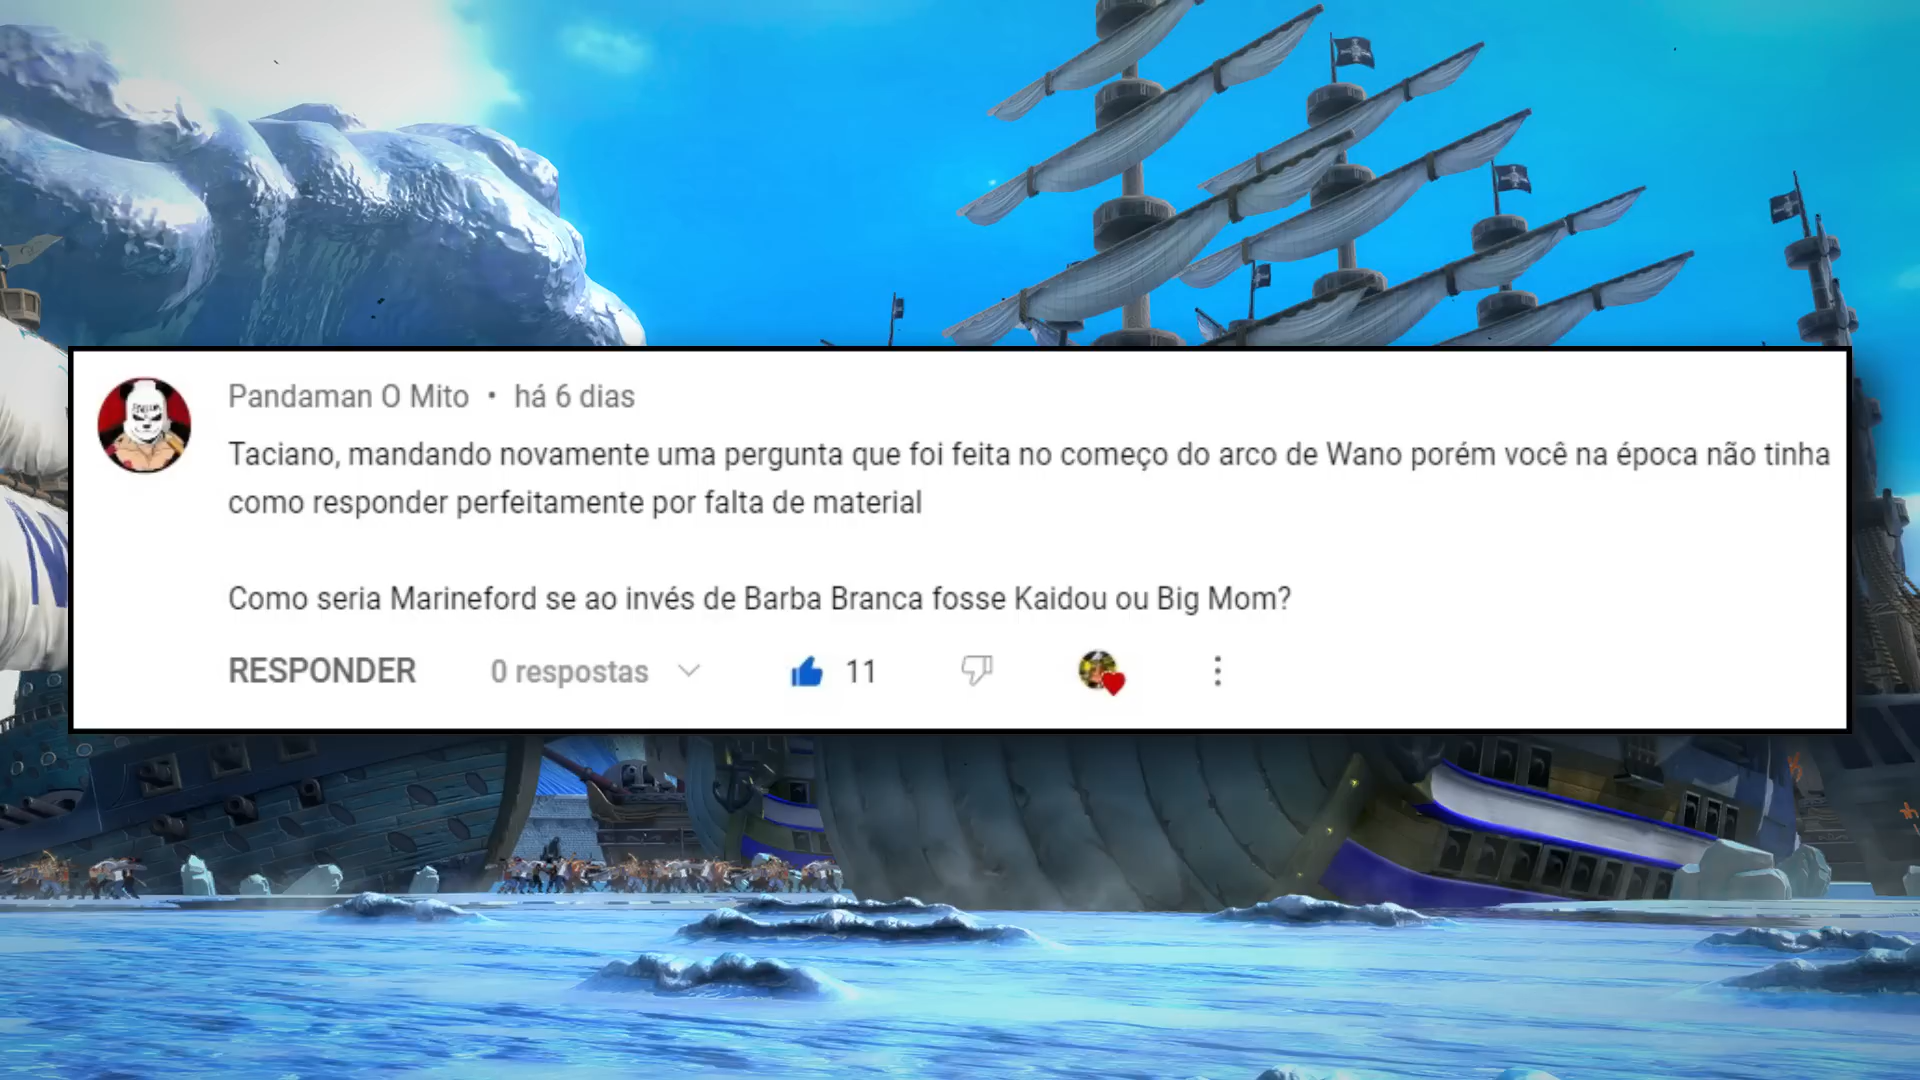 Pandaman O Mito • há 6 dias
Taciano, mandando novamente uma pergunta que foi feita no começo do arco de Wano porém você na época não tinha
como responder perfeitamente por falta de material
Como seria Marineford se ao invés de Barba Branca fosse Kaidou ou Big Mom?
RESPONDER 0 respostas 11